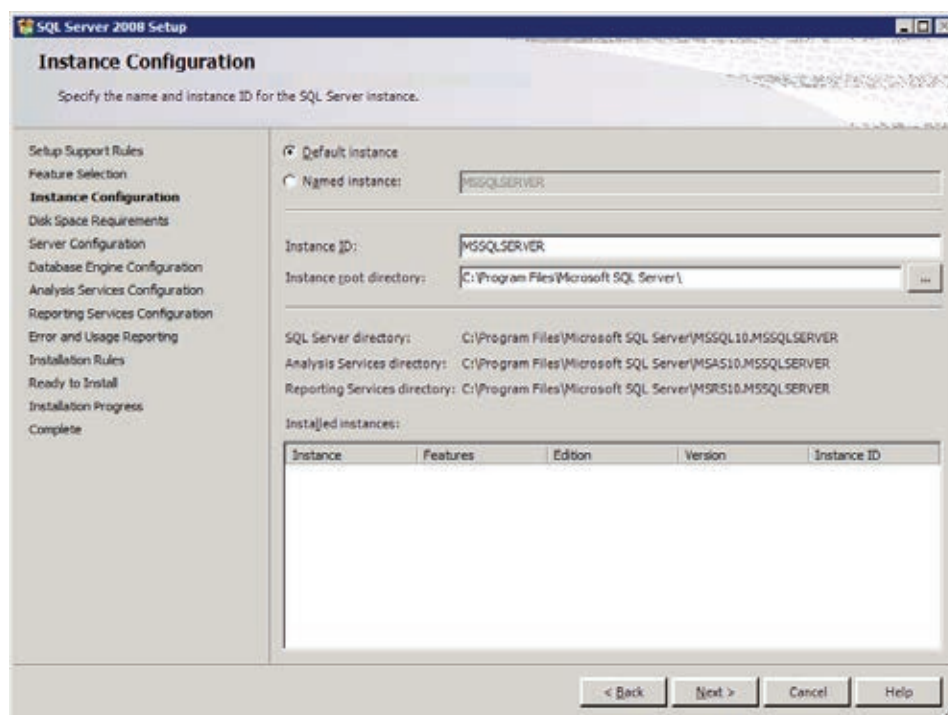 SQL Server 2008 Setup
Instance Configuration
Specify the name and instance ID for the SQL Server instance.
Setup Support Rules
Feature Selection
Instance Configuration
Disk Space Requirements
Server Configuration
Database Engine Configuration
Analysis Services Configuration
Reporting Services Configuration
Error and Usage Reporting
Installation Rules
Ready to Install
Installation Progress
Complete
Default instance
Named instance: MSSQLSERVER
Instance ID: MSSQLSERVER
Instance root directory: C:\Program Files\Microsoft SQL Server\ ...
SQL Server directory: C:\Program Files\Microsoft SQL Server\MSSQL10.MSSQLSERVER
Analysis Services directory: C:\Program Files\Microsoft SQL Server\MSAS10.MSSQLSERVER
Reporting Services directory: C:\Program Files\Microsoft SQL Server\MSRS10.MSSQLSERVER
Installed instances:
Instance Features Edition Version Instance ID
< Back Next > Cancel Help